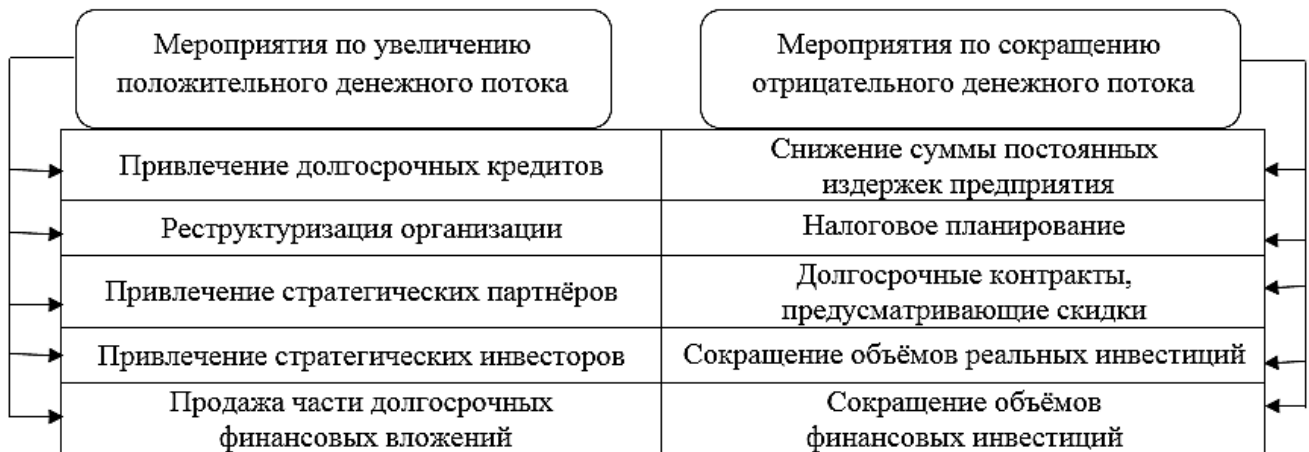 Мероприятия по увеличению
положительного денежного потока
Мероприятия по сокращению
отрицательного денежного потока
Привлечение долгосрочных кредитов
Снижение суммы постоянных
издержек предприятия
Реструктуризация организации
Налоговое планирование
Привлечение стратегических партнёров
Долгосрочные контракты,
предусматривающие скидки
Привлечение стратегических инвесторов
Сокращение объёмов реальных инвестиций
Продажа части долгосрочных
финансовых вложений
Сокращение объёмов
финансовых инвестиций